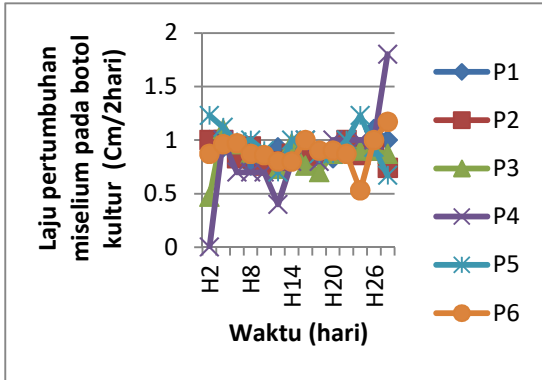 Laju pertumbuhan
miselium pada botol
kultur (Cm/2hari)
2
1.5
1
0.5
0
H2
H8
H14
H20
H26
Waktu (hari)
P1
P2
P3
P4
P5
P6